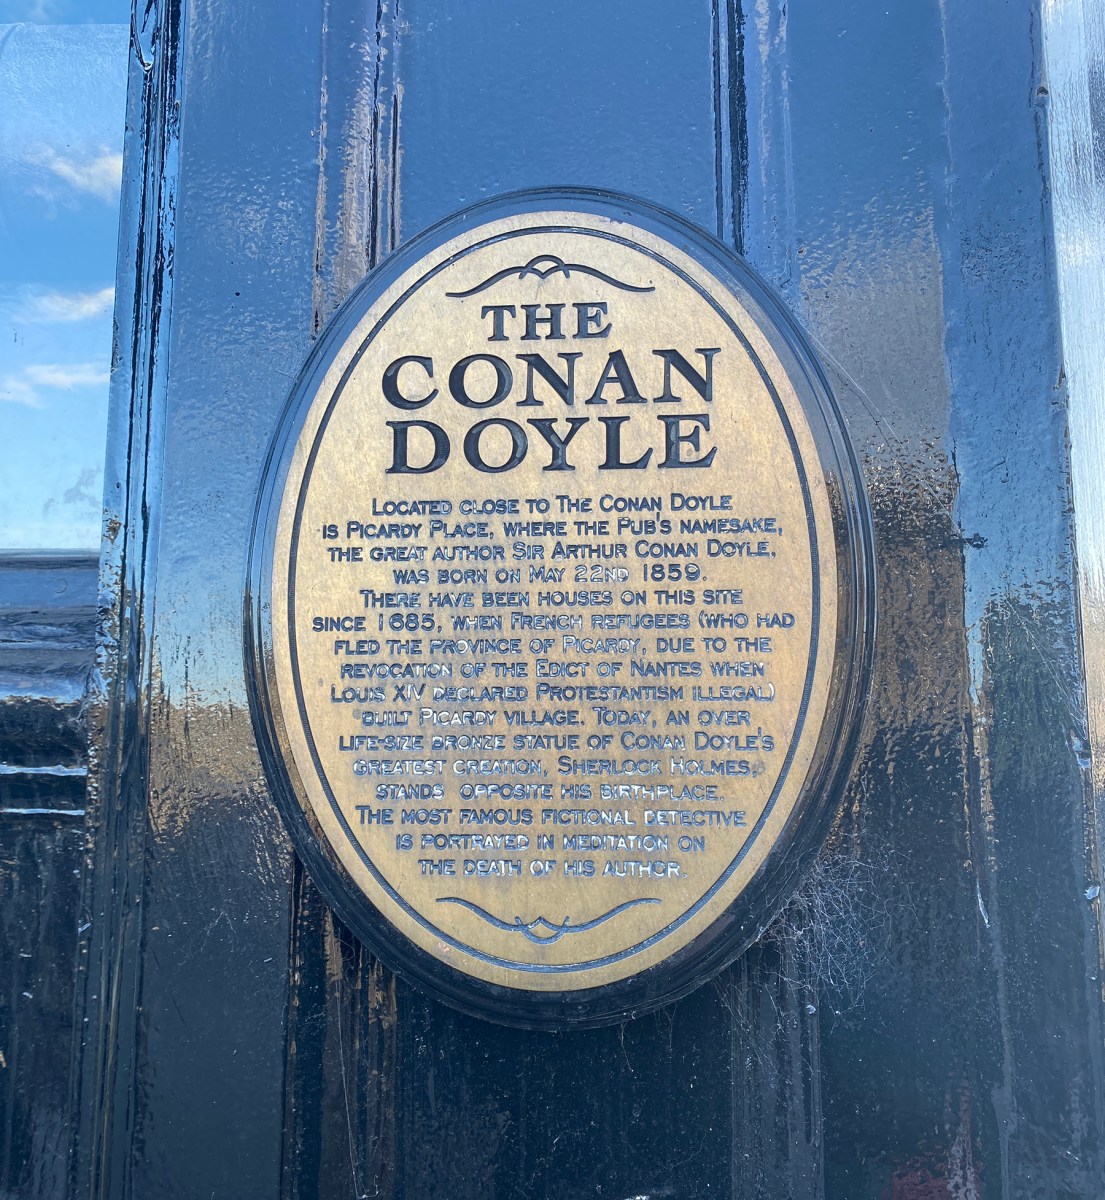 THE
CONAN
DOYLE
LOCATED CLOSE TO THE CONAN DOYLE
IS PICARDY PLACE, WHERE THE PUB'S NAMESAKE,
THE GREAT AUTHOR SIR ARTHUR CONAN DOYLE,
WAS BORN ON MAY 22ND 1859.
THERE HAVE BEEN HOUSES ON THIS SITE
SINCE 1685, WHEN FRENCH REFUGEES (WHO HAD
FLED THE PROVINCE OF PICARDY, DUE TO THE
REVOCATION OF THE EDICT OF NANTES WHEN
LOUIS XIV DECLARED PROTESTANTISM ILLEGAL)
BUILT PICARDY VILLAGE. TODAY, AN OVER
LIFE-SIZE BRONZE STATUE OF CONAN DOYLE'S
GREATEST CREATION, SHERLOCK HOLMES,
STANDS OPPOSITE HIS BIRTHPLACE.
THE MOST FAMOUS FICTIONAL DETECTIVE
IS PORTRAYED IN MEDITATION ON
THE DEATH OF HIS AUTHOR.